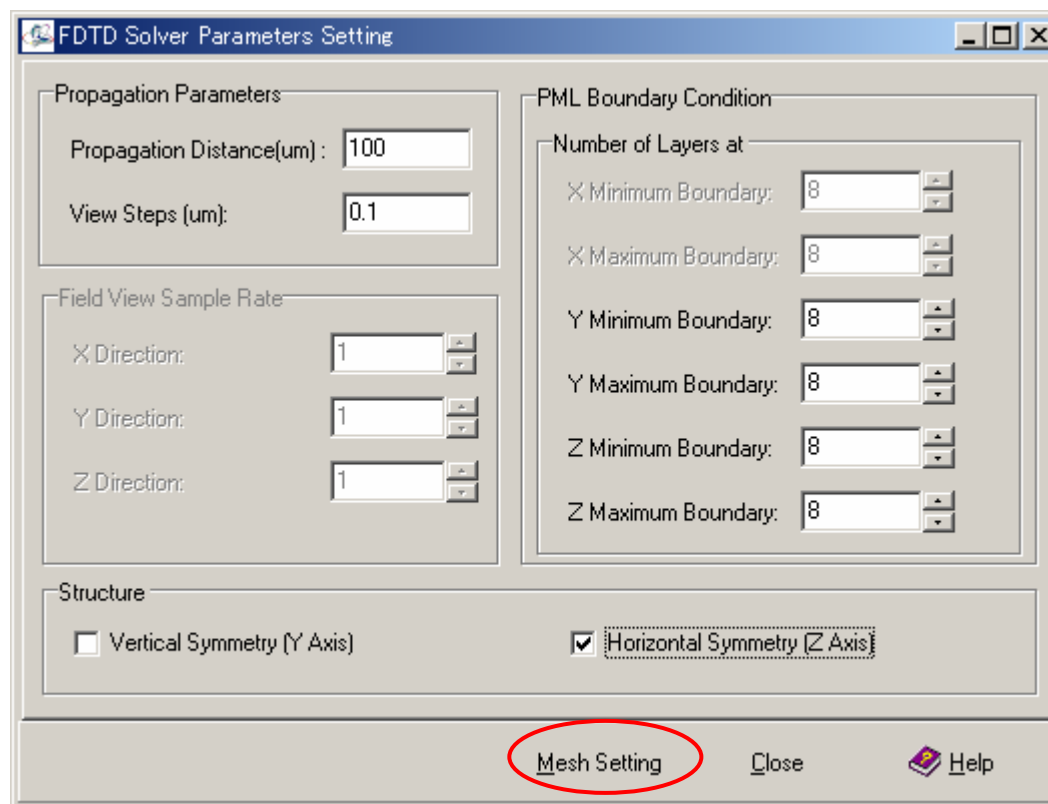 FDTD Solver Parameters Setting
Propagation Parameters
Propagation Distance(um) : 100
View Steps (um): 0.1
Field View Sample Rate
X Direction: 1
Y Direction: 1
Z Direction: 1
PML Boundary Condition
Number of Layers at
X Minimum Boundary: 8
X Maximum Boundary: 8
Y Minimum Boundary: 8
Y Maximum Boundary: 8
Z Minimum Boundary: 8
Z Maximum Boundary: 8
Structure
Vertical Symmetry (Y Axis)
Horizontal Symmetry (Z Axis)
Mesh Setting
Close
Help